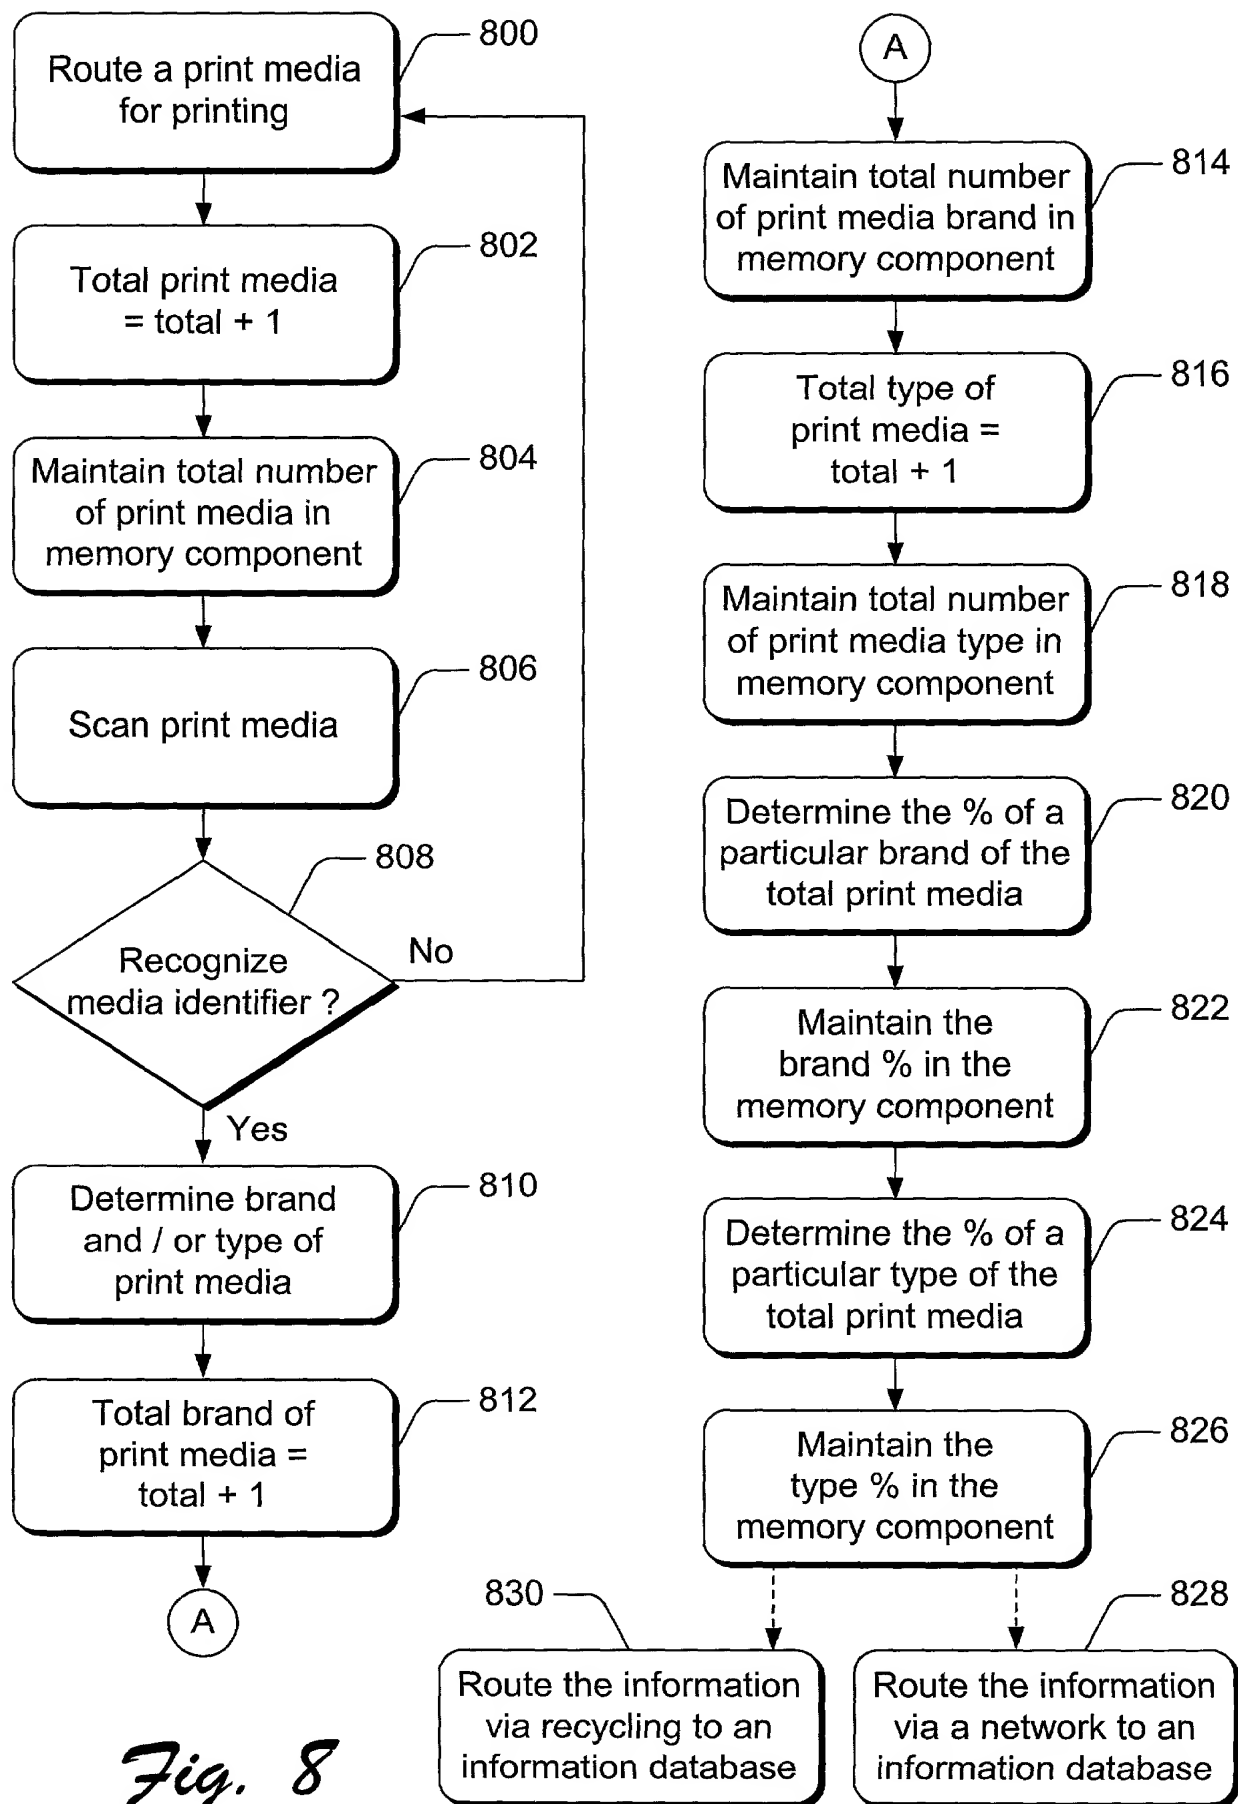 800
Route a print media
for printing
802
Total print media
= total + 1
804
Maintain total number
of print media in
memory component
806
Scan print media
808
Recognize
media identifier ?
No
Yes
810
Determine brand
and / or type of
print media
812
Total brand of
print media =
total + 1
A
A
814
Maintain total number
of print media brand in
memory component
816
Total type of
print media =
total + 1
818
Maintain total number
of print media type in
memory component
820
Determine the % of a
particular brand of the
total print media
822
Maintain the
brand % in the
memory component
824
Determine the % of a
particular type of the
total print media
826
Maintain the
type % in the
memory component
830
Route the information
via recycling to an
information database
828
Route the information
via a network to an
information database
Fig. 8